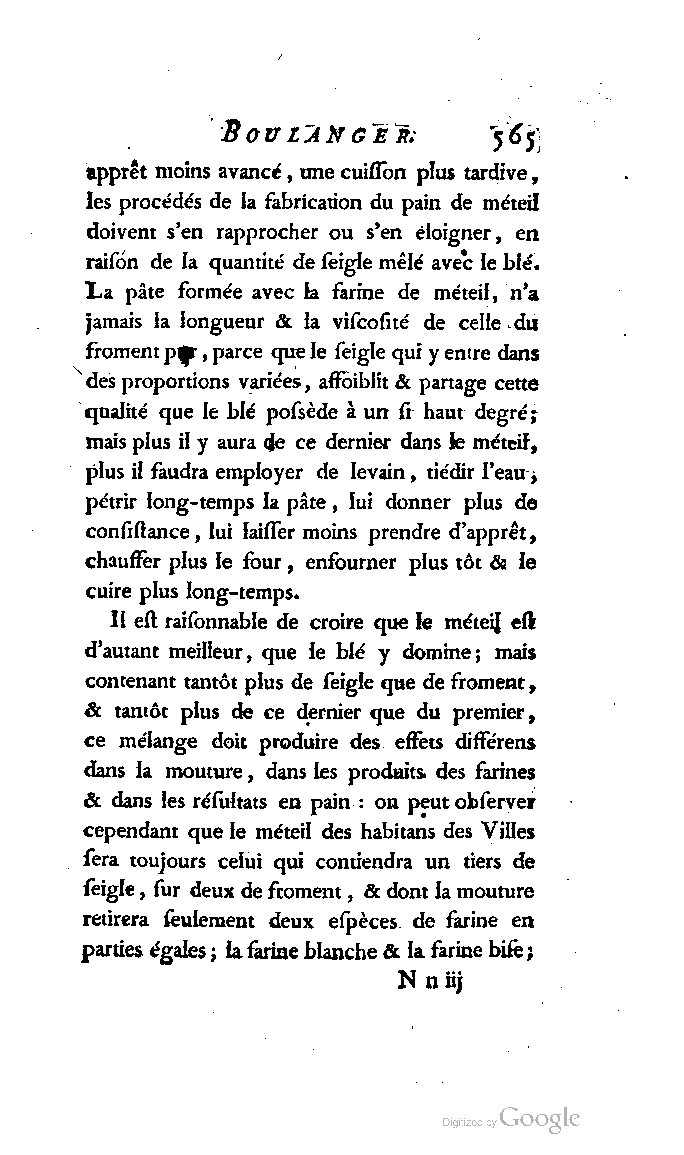 BOULANGER. 565
apprêt moins avancé, une cuiſſon plus tardive,
les procédés de la fabrication du pain de méteil
doivent s'en rapprocher ou s'en éloigner, en
raiſon de la quantité de ſeigle mêlé avec le blé.
La pâte formée avec la farine de méteil, n'a
jamais la longueur & la viſcoſité de celle du
froment pur, parce que le ſeigle qui y entre dans
des proportions variées, affoiblit & partage cette
qualité que le blé poſsède à un ſi haut degré;
mais plus il y aura de ce dernier dans le méteil,
plus il faudra employer de levain, tiédir l'eau,
pétrir long-temps la pâte, lui donner plus de
conſiſtance, lui laiſſer moins prendre d'apprêt,
chauffer plus le four, enfourner plus tôt & le
cuire plus long-temps.
Il eſt raiſonnable de croire que le méteil eſt
d'autant meilleur, que le blé y domine; mais
contenant tantôt plus de ſeigle que de froment,
& tantôt plus de ce dernier que du premier,
ce mélange doit produire des effets différens
dans la mouture, dans les produits des farines
& dans les réſultats en pain : on peut obſerver
cependant que le méteil des habitans des Villes
ſera toujours celui qui contiendra un tiers de
ſeigle, ſur deux de froment, & dont la mouture
retirera ſeulement deux eſpèces de farine en
parties égales; la farine blanche & la farine biſe;
N n iij
Digitized by Google